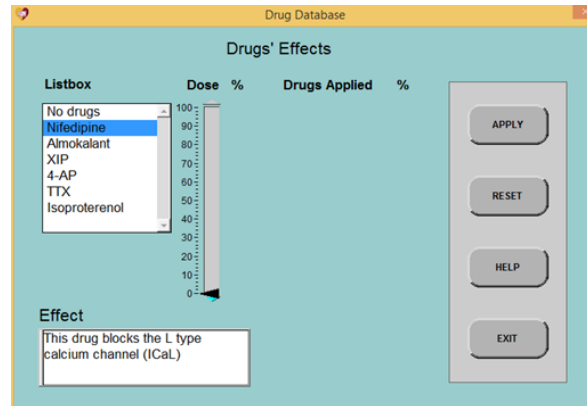 Drug Database
Drugs' Effects
Listbox
Dose %
Drugs Applied %
No drugs
Nifedipine
Almokalant
XIP
4-AP
TTX
Isoproterenol
100
90
80
70
60
50
40
30
20
10
0
APPLY
RESET
HELP
EXIT
Effect
This drug blocks the L type
calcium channel (ICaL)